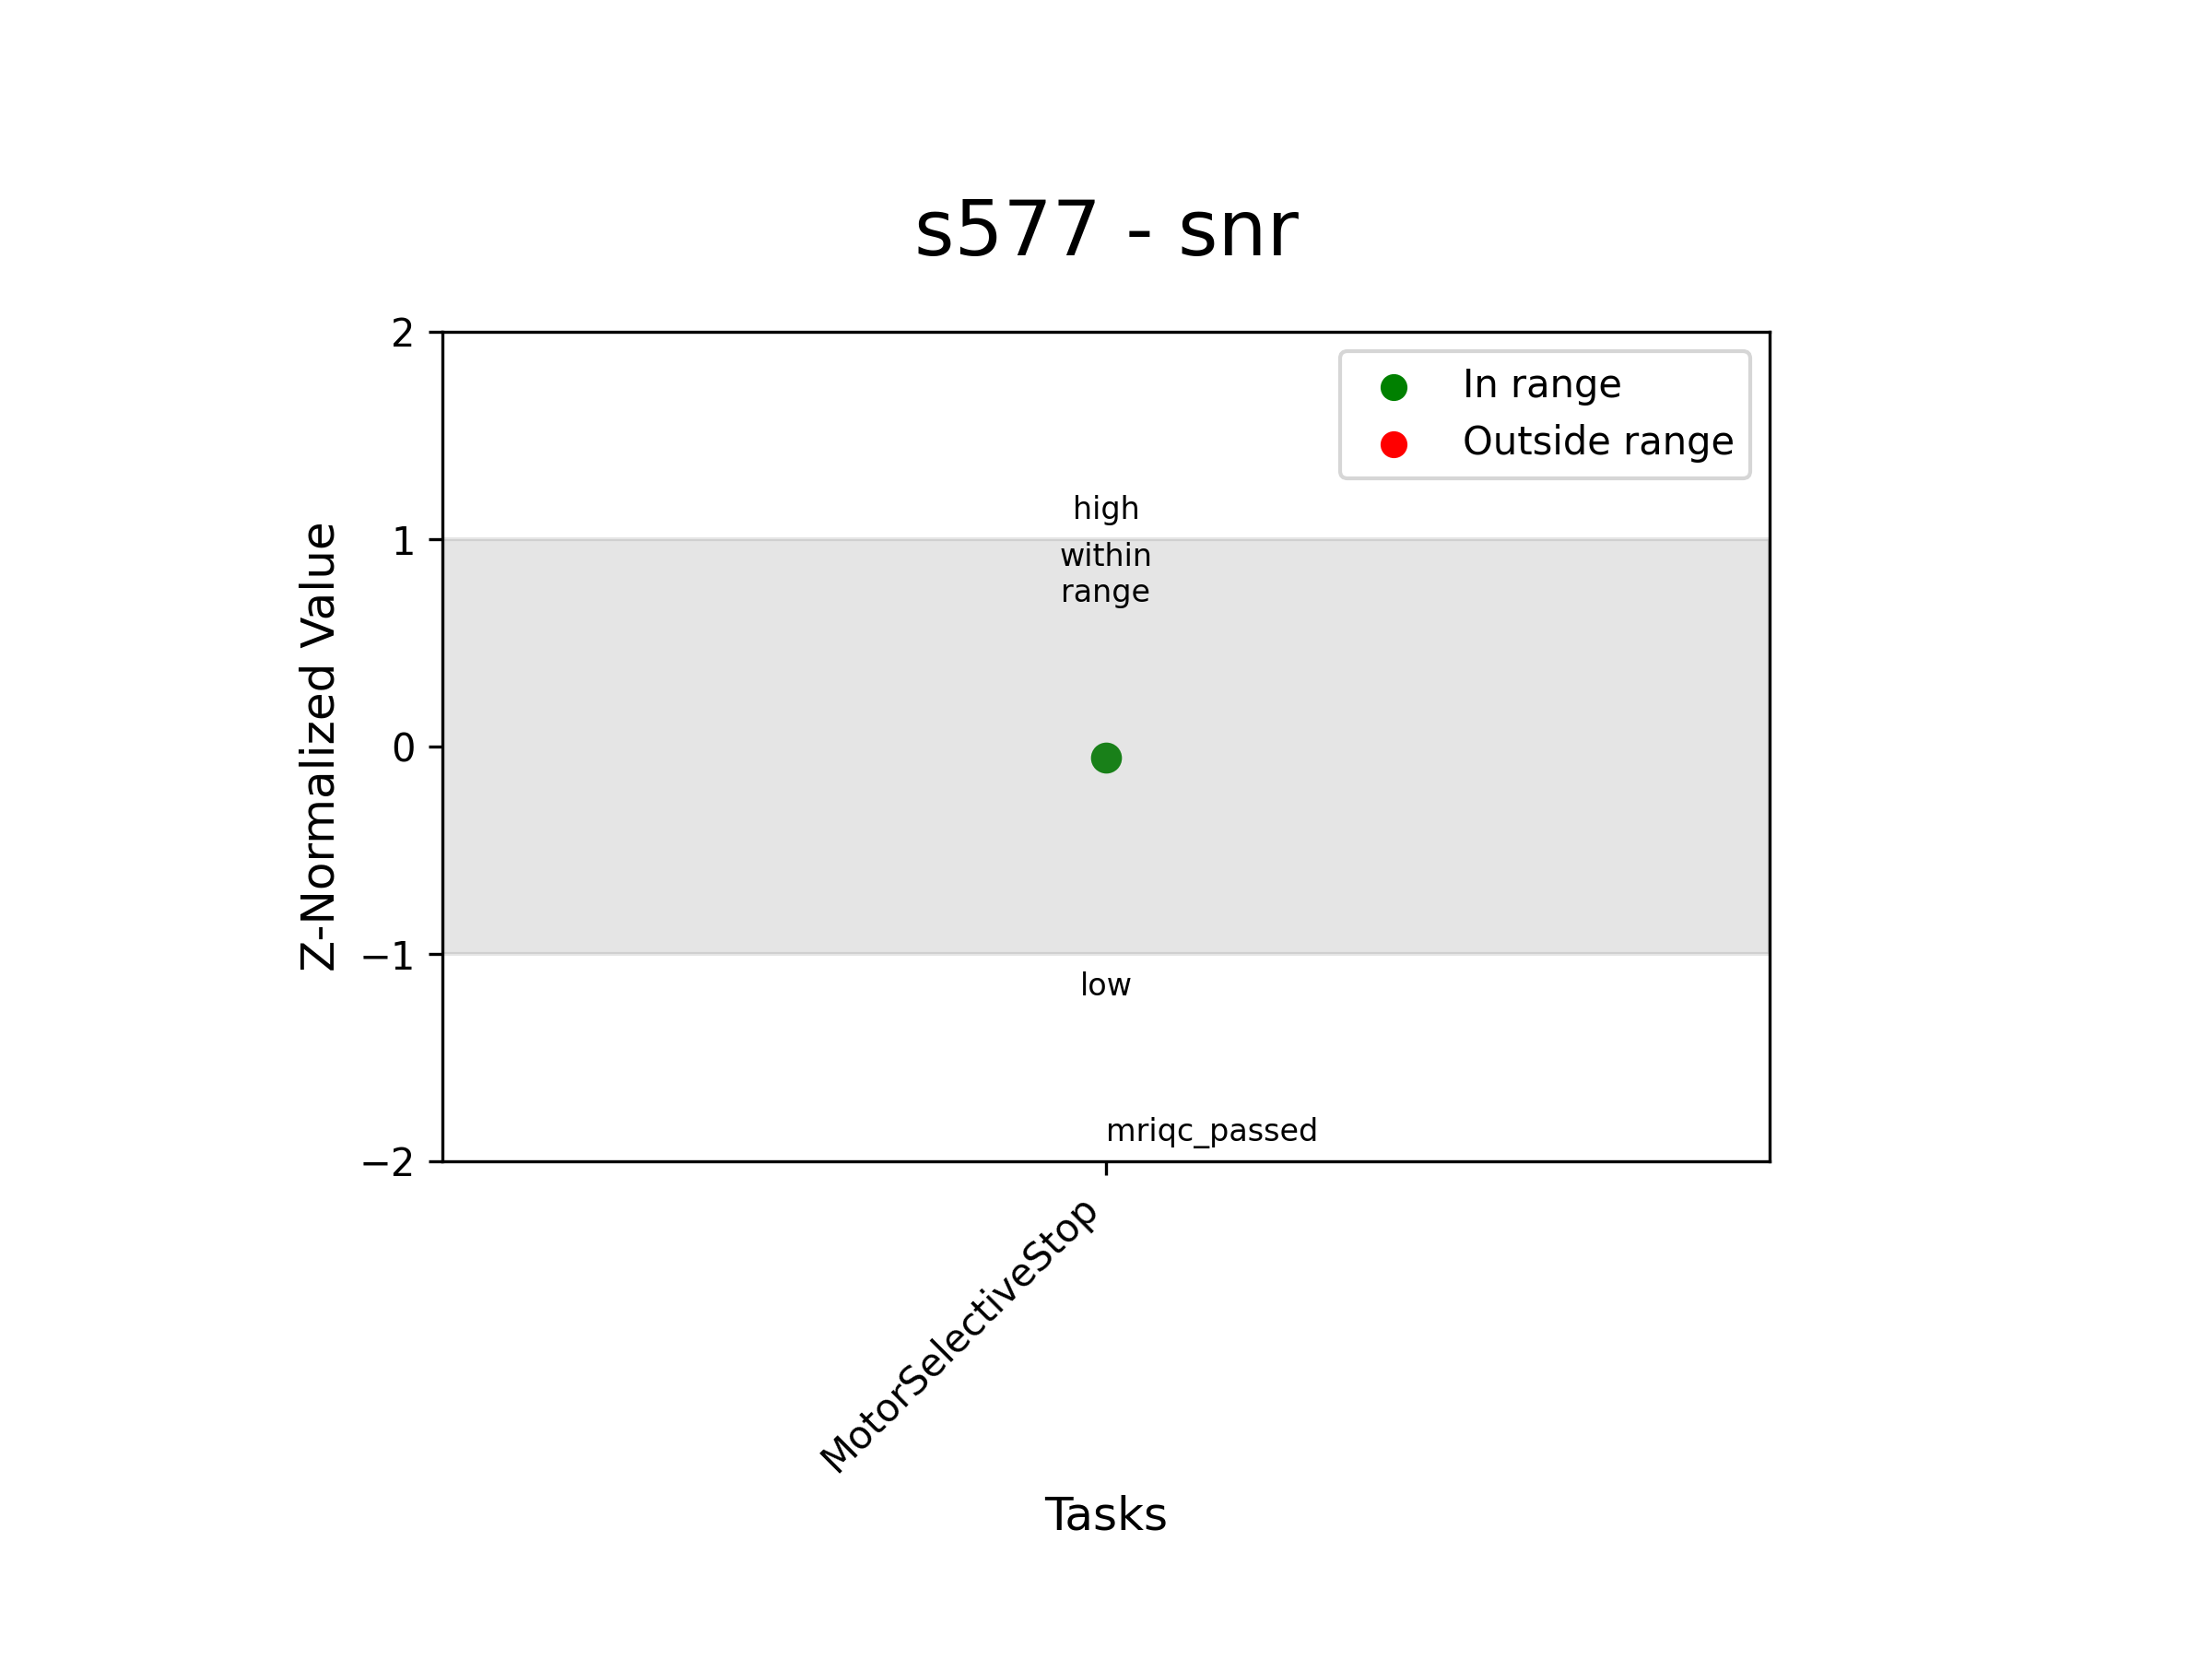 s577 - snr
2
In range
Outside range
high
1
within
range
Z-Normalized Value
0
−1
low
mriqc_passed
−2
MotorSelectiveStop
Tasks